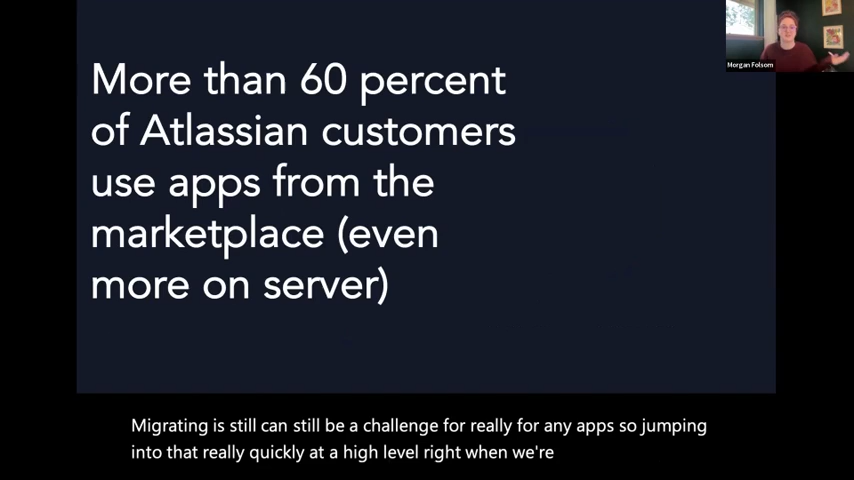 More than 60 percent
of Atlassian customers
use apps from the
marketplace (even
more on server)
Morgan Folsom
Migrating is still can still be a challenge for really for any apps so jumping
into that really quickly at a high level right when we're